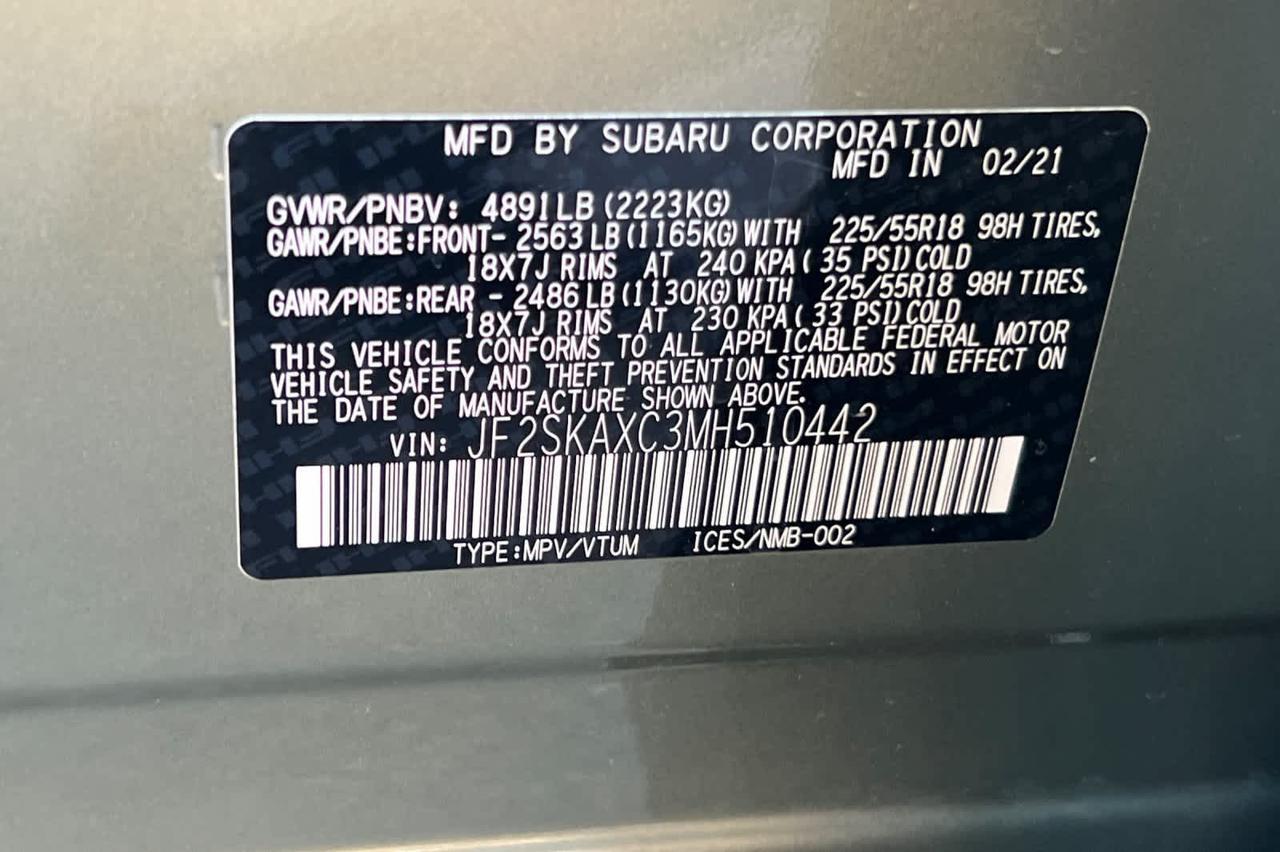 MFD BY SUBARU CORPORATION
MFD IN 02/21
GVWR/PNBV: 4891LB (2223KG)
GAWR/PNBE:FRONT- 2563LB(1165KG)WITH 225/55R18 98H TIRES,
18X7J RIMS AT 240 KPA( 35 PSI)COLD
GAWR/PNBE:REAR - 2486LB(1130KG)WITH 225/55R18 98H TIRES,
18X7J RIMS AT 230 KPA( 33 PSI)COLD
THIS VEHICLE CONFORMS TO ALL APPLICABLE FEDERAL MOTOR
VEHICLE SAFETY AND THEFT PREVENTION STANDARDS IN EFFECT ON
THE DATE OF MANUFACTURE SHOWN ABOVE.
VIN: JF2SKAXC3MH510442
TYPE:MPV/VTUM ICES/NMB-002